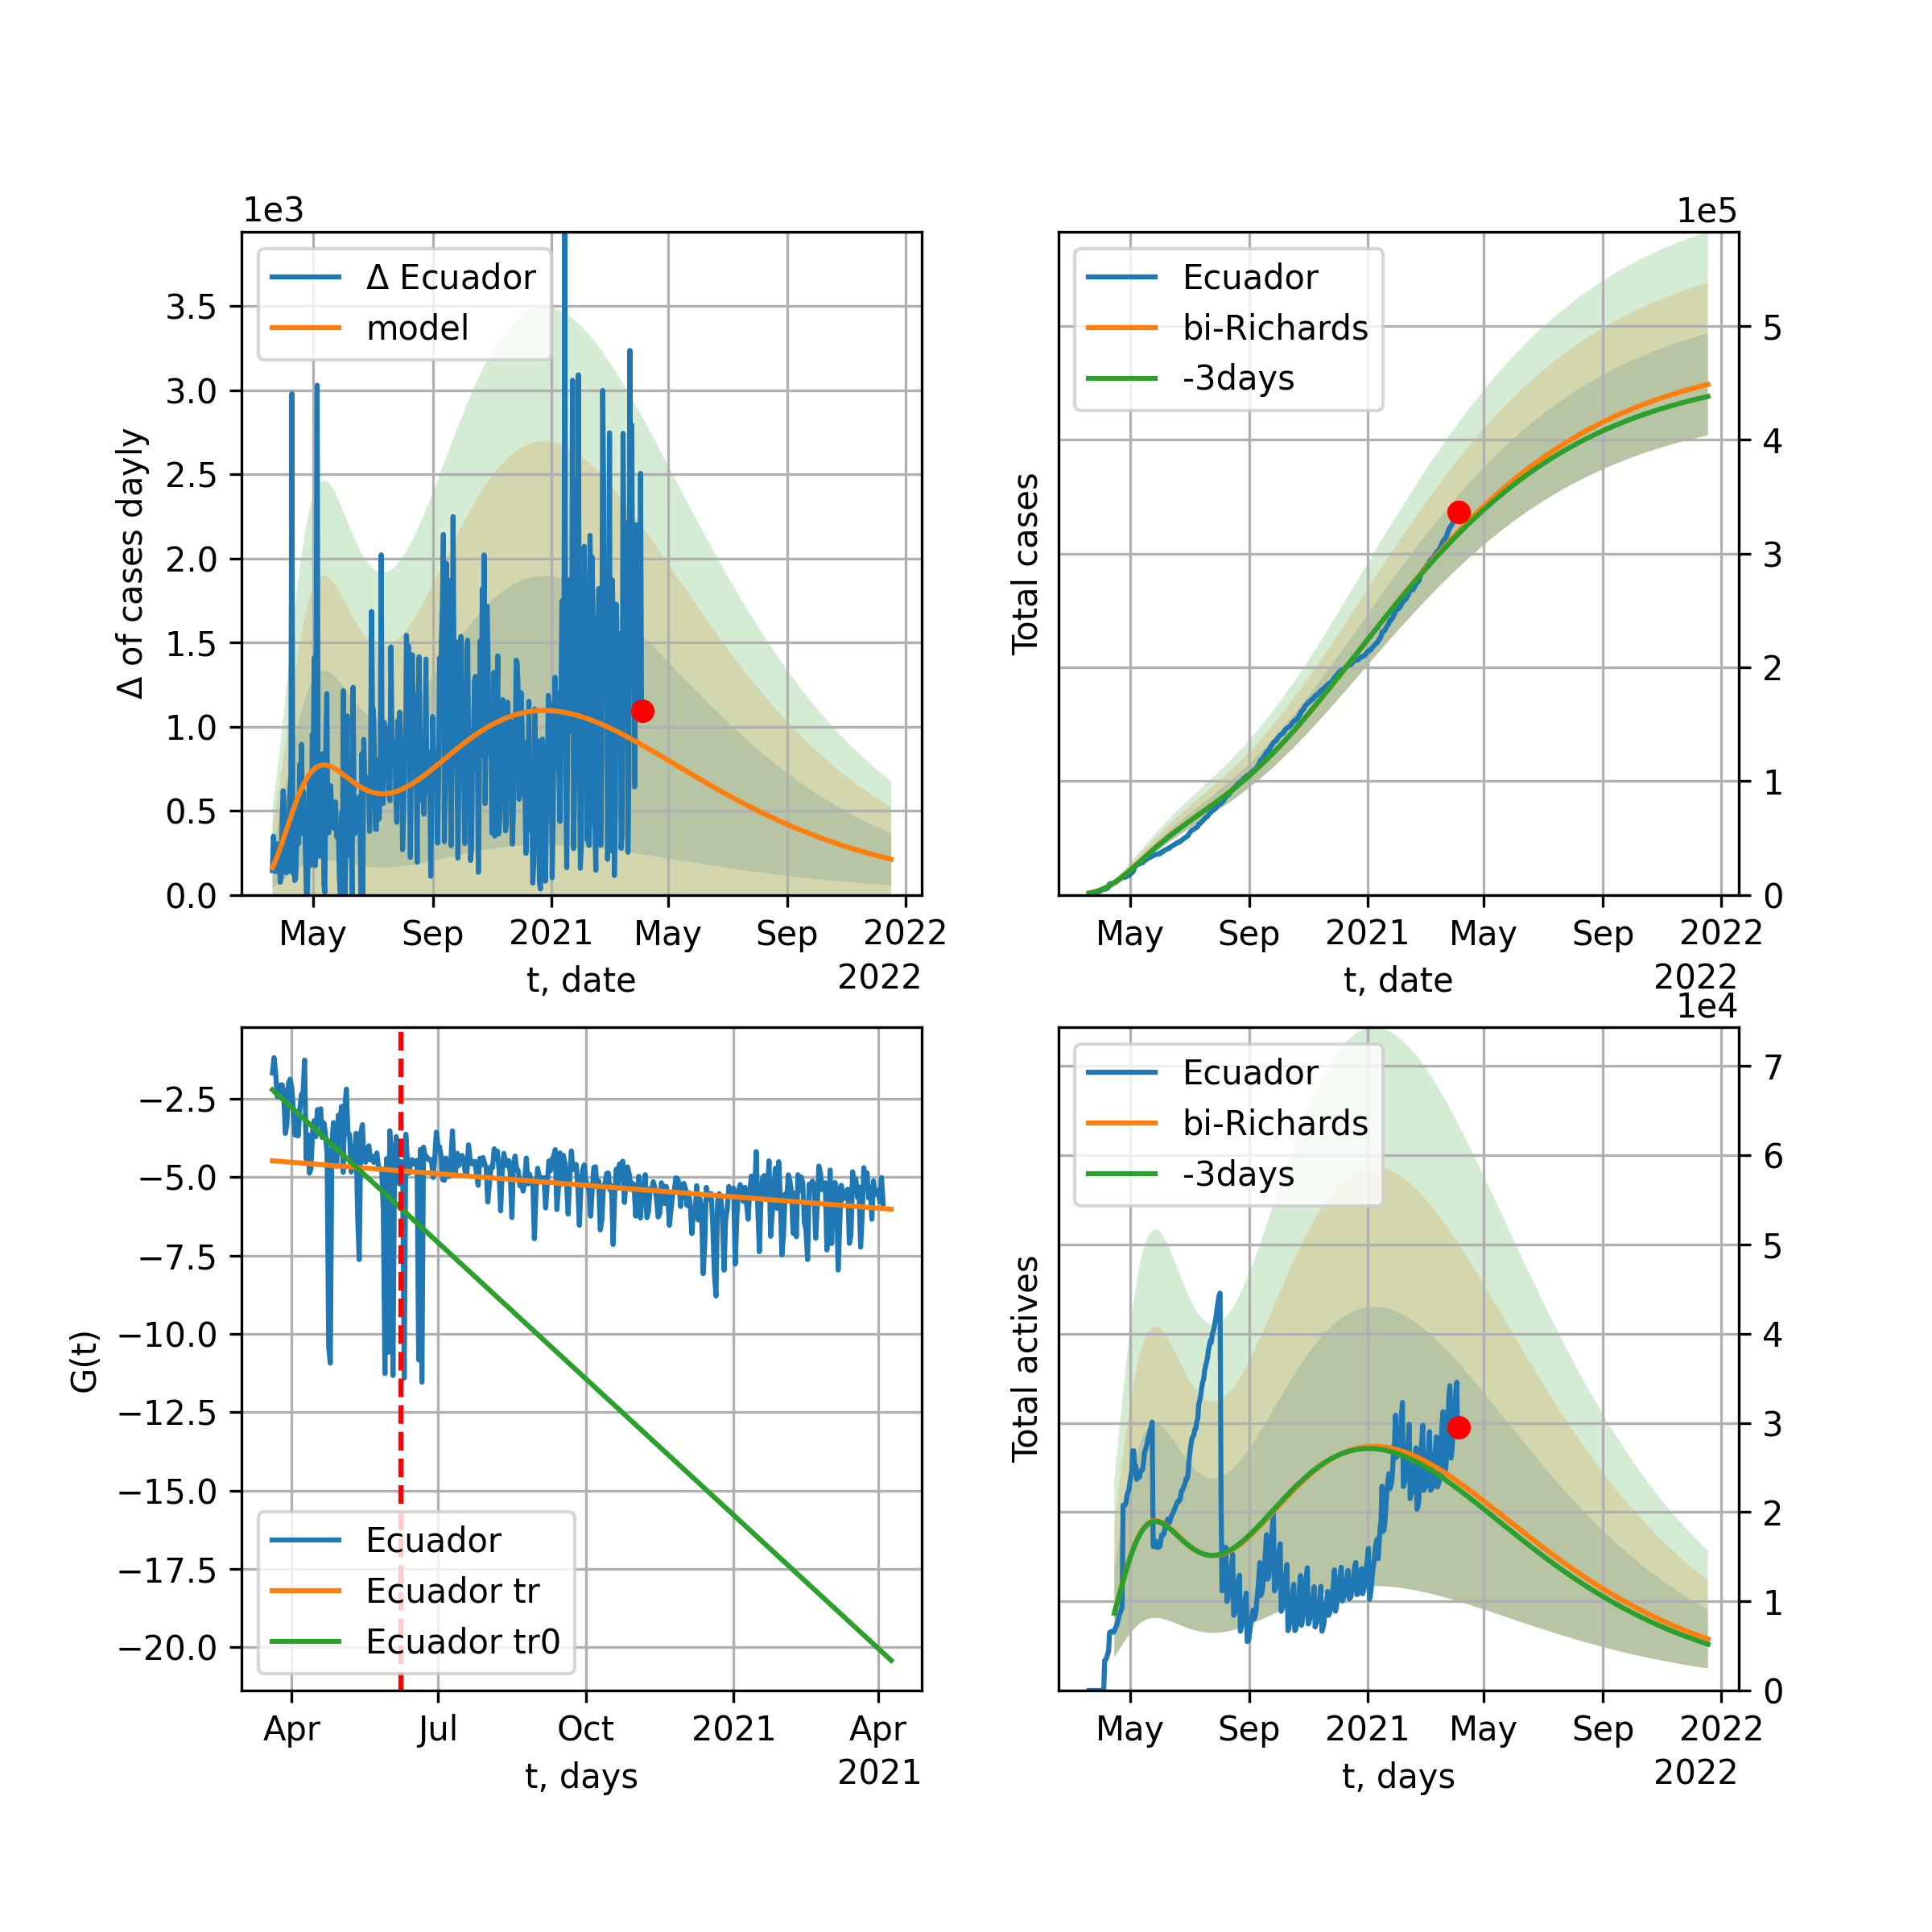 1e3
Δ Ecuador
model
3.5
3.0
2.5
2.0
1.5
1.0
0.5
0.0
Δ of cases dayly
May Sep 2021 May Sep 2022
t, date
2022
1e5
Ecuador
bi-Richards
-3days
5
4
3
2
1
0
Total cases
May Sep 2021 May Sep 2022
t, date
2022
−2.5
−5.0
−7.5
−10.0
−12.5
−15.0
−17.5
−20.0
G(t)
Ecuador
Ecuador tr
Ecuador tr0
Apr Jul Oct 2021 Apr
t, days
2021
1e4
Ecuador
bi-Richards
-3days
7
6
5
4
3
2
1
0
Total actives
May Sep 2021 May Sep 2022
t, days
2022